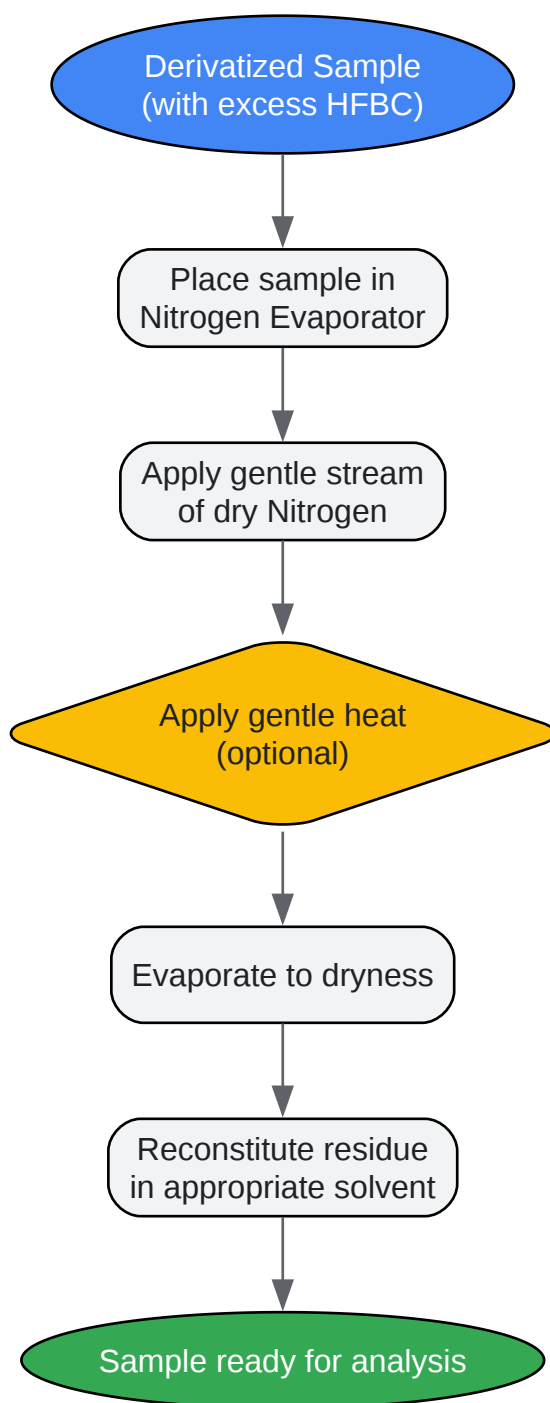 Derivatized Sample
(with excess HFBC)
Place sample in
Nitrogen Evaporator
Apply gentle stream
of dry Nitrogen
Apply gentle heat
(optional)
Evaporate to dryness
Reconstitute residue
in appropriate solvent
Sample ready for analysis